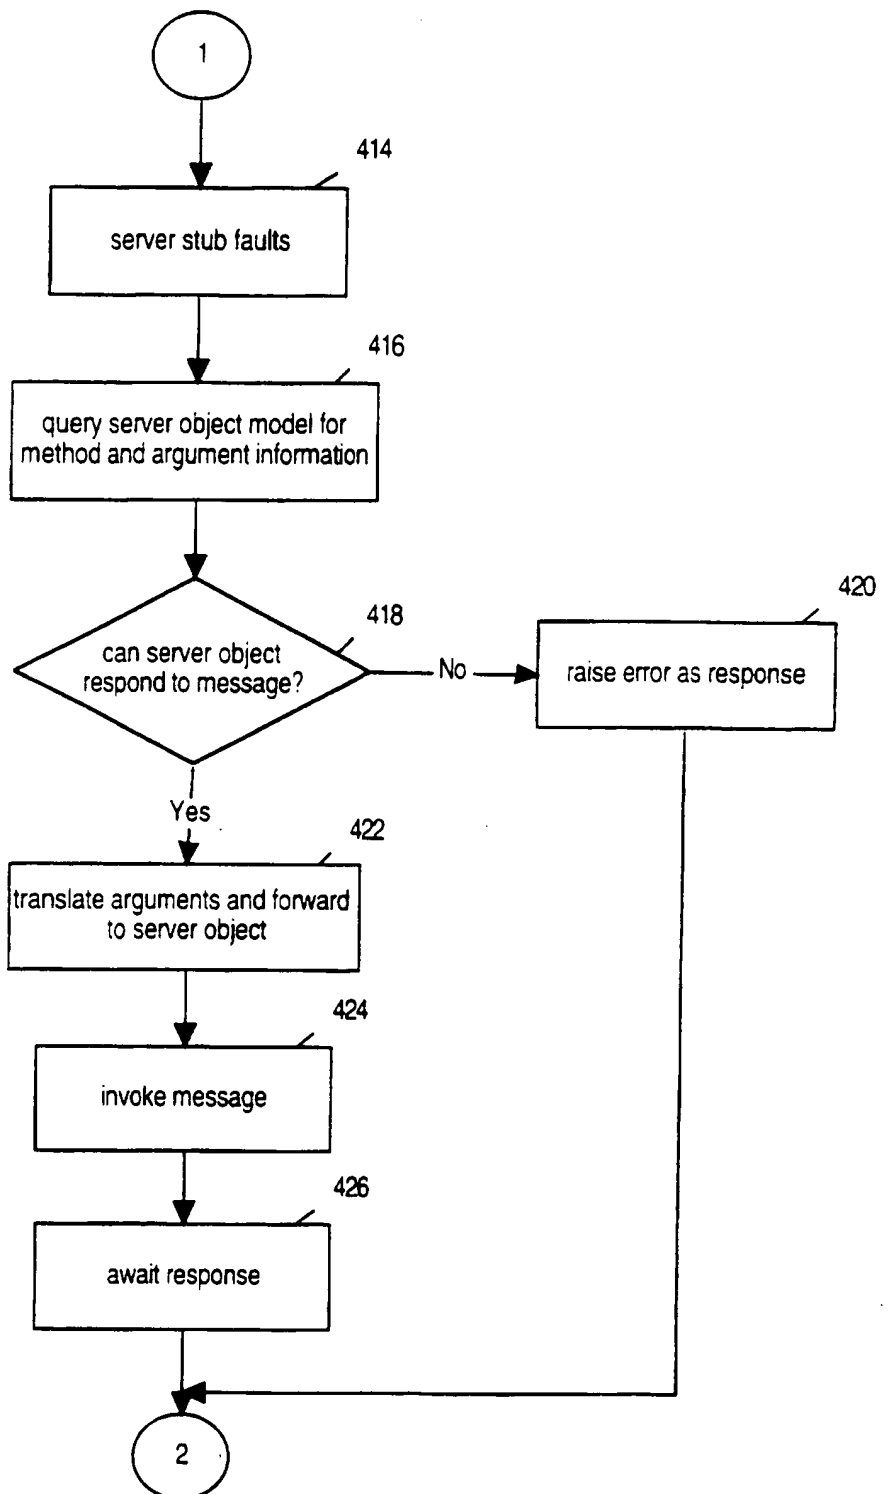 1
414
server stub faults
416
query server object model for
method and argument information
418
can server object
respond to message?
No
420
raise error as response
Yes
422
translate arguments and forward
to server object
424
invoke message
426
await response
2